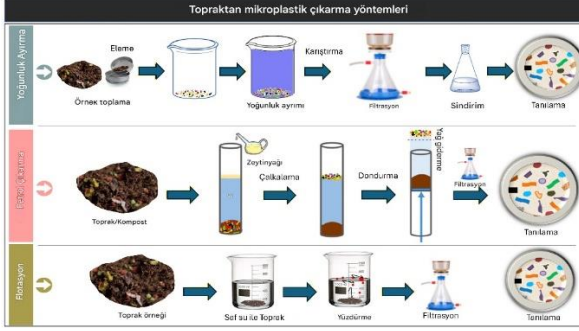 Topraktan mikroplastik çıkarma yöntemleri
Yoğunluk Ayırma
Eleme
Örnek toplama
Yoğunluk ayrımı
Karıştırma
Filtrasyon
Sindirim
Tanılama
Toprak/Kompost
Zeytinyağı
Çalkalama
Dondurma
Yağ giderme
Filtrasyon
Tanılama
Flotasyon
Toprak örneği
Saf su ile Toprak
Yüzdürme
Filtrasyon
Tanılama